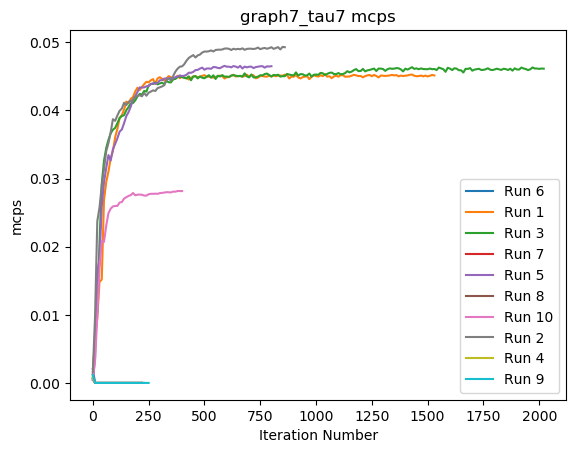 graph7_tau7 mcps
mcps
0.05
0.04
0.03
0.02
0.01
0.00
0
250
500
750
1000
1250
1500
1750
2000
Iteration Number
Run 6
Run 1
Run 3
Run 7
Run 5
Run 8
Run 10
Run 2
Run 4
Run 9